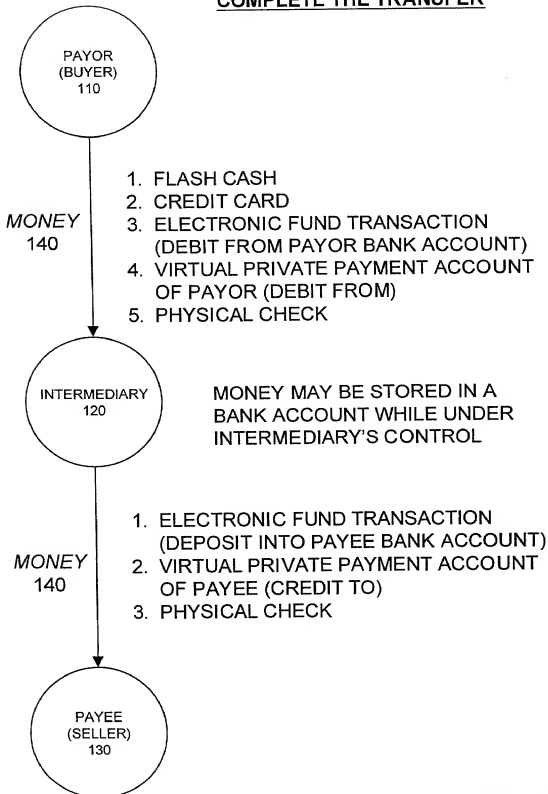 COMPLETE THE TRANSFER
PAYOR
(BUYER)
110
MONEY
140
1. FLASH CASH
2. CREDIT CARD
3. ELECTRONIC FUND TRANSACTION
(DEBIT FROM PAYOR BANK ACCOUNT)
4. VIRTUAL PRIVATE PAYMENT ACCOUNT
OF PAYOR (DEBIT FROM)
5. PHYSICAL CHECK
INTERMEDIARY
120
MONEY MAY BE STORED IN A
BANK ACCOUNT WHILE UNDER
INTERMEDIARY'S CONTROL
MONEY
140
1. ELECTRONIC FUND TRANSACTION
(DEPOSIT INTO PAYEE BANK ACCOUNT)
2. VIRTUAL PRIVATE PAYMENT ACCOUNT
OF PAYEE (CREDIT TO)
3. PHYSICAL CHECK
PAYEE
(SELLER)
130